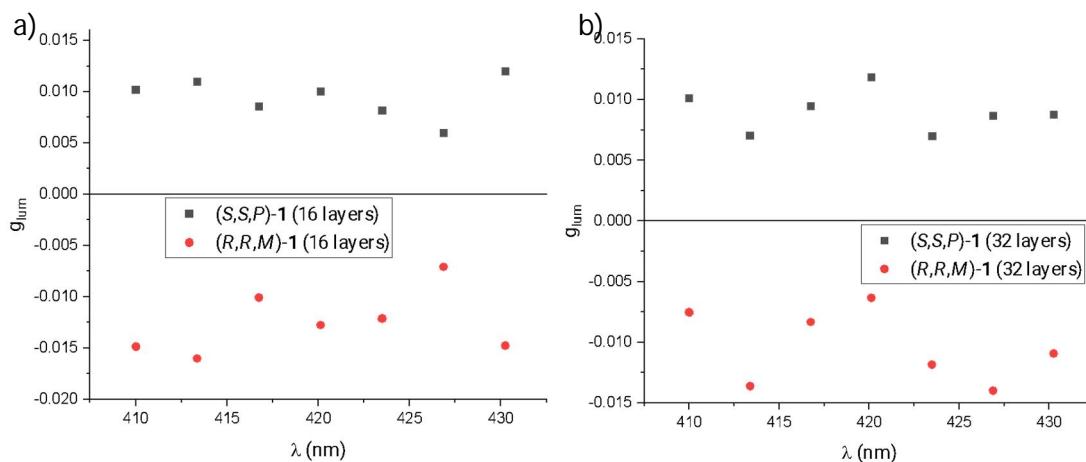 a)
0.015
0.010
0.005
0.000
-0.005
-0.010
-0.015
-0.020
g_lum
(S,S,P)-1 (16 layers)
(R,R,M)-1 (16 layers)
410 415 420 425 430
λ (nm)
b)
0.015
0.010
0.005
0.000
-0.005
-0.010
-0.015
g_lum
(S,S,P)-1 (32 layers)
(R,R,M)-1 (32 layers)
410 415 420 425 430
λ (nm)